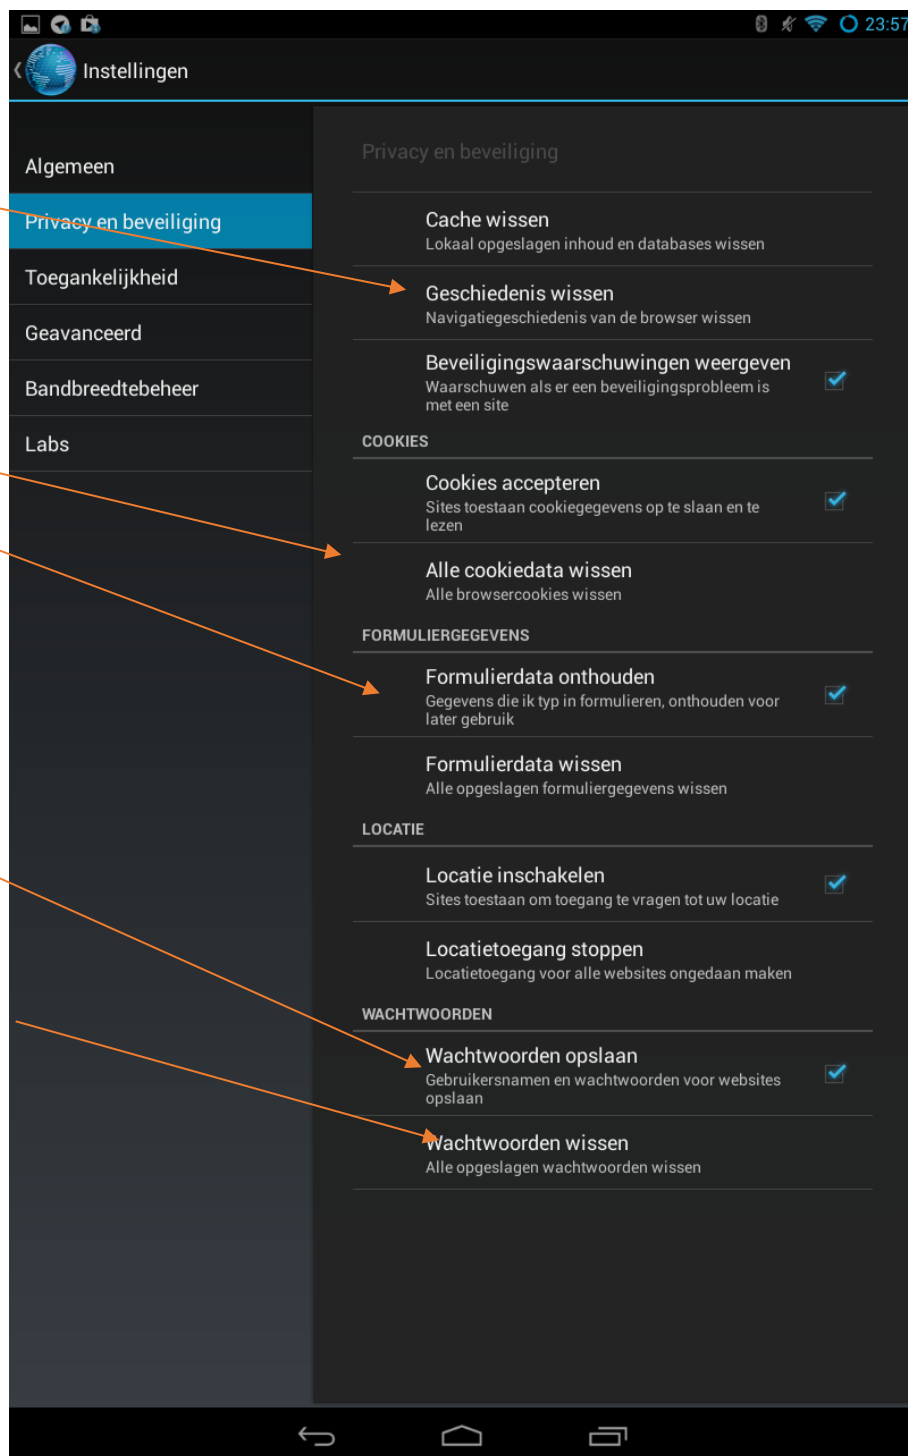 23:57
Instellingen
Algemeen
Privacy en beveiliging
Toegankelijkheid
Geavanceerd
Bandbreedtebeheer
Labs
Privacy en beveiliging
Cache wissen
Lokaal opgeslagen inhoud en databases wissen
Geschiedenis wissen
Navigatiegeschiedenis van de browser wissen
Beveiligingswaarschuwingen weergeven
Waarschuwen als er een beveiligingsprobleem is
met een site
COOKIES
Cookies accepteren
Sites toestaan cookiegegevens op te slaan en te
lezen
Alle cookiedata wissen
Alle browsercookies wissen
FORMULIERGEGEVENS
Formulierdata onthouden
Gegevens die ik typ in formulieren, onthouden voor
later gebruik
Formulierdata wissen
Alle opgeslagen formuliergegevens wissen
LOCATIE
Locatie inschakelen
Sites toestaan om toegang te vragen tot uw locatie
Locatietoegang stoppen
Locatietoegang voor alle websites ongedaan maken
WACHTWOORDEN
Wachtwoorden opslaan
Gebruikersnamen en wachtwoorden voor websites
opslaan
Wachtwoorden wissen
Alle opgeslagen wachtwoorden wissen